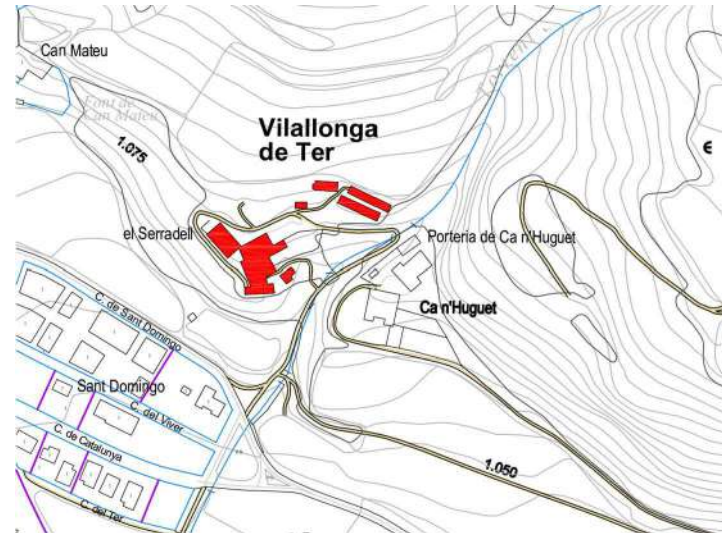 Can Mateu
Font de
Can Mateu
Torrent
Vilallonga
de Ter
1.075
el Serradell
Porteria de Ca n'Huguet
Ca n'Huguet
C. de Sant Domingo
Sant Domingo
C. del Viver
C. de Catalunya
C. del Ter
1.050